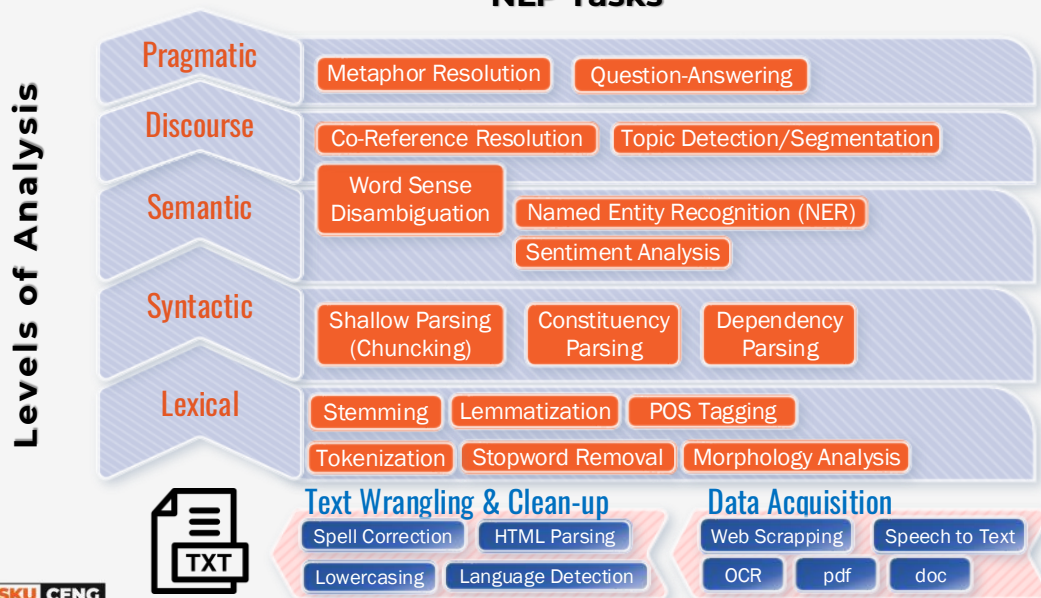 NLP Tasks
Levels of Analysis
Pragmatic
Metaphor Resolution
Question-Answering
Discourse
Co-Reference Resolution
Topic Detection/Segmentation
Semantic
Word Sense
Disambiguation
Named Entity Recognition (NER)
Sentiment Analysis
Syntactic
Shallow Parsing
(Chuncking)
Constituency
Parsing
Dependency
Parsing
Lexical
Stemming
Lemmatization
POS Tagging
Tokenization
Stopword Removal
Morphology Analysis
TXT
Text Wrangling & Clean-up
Spell Correction
HTML Parsing
Lowercasing
Language Detection
Data Acquisition
Web Scrapping
Speech to Text
OCR
pdf
doc
SKU CENG